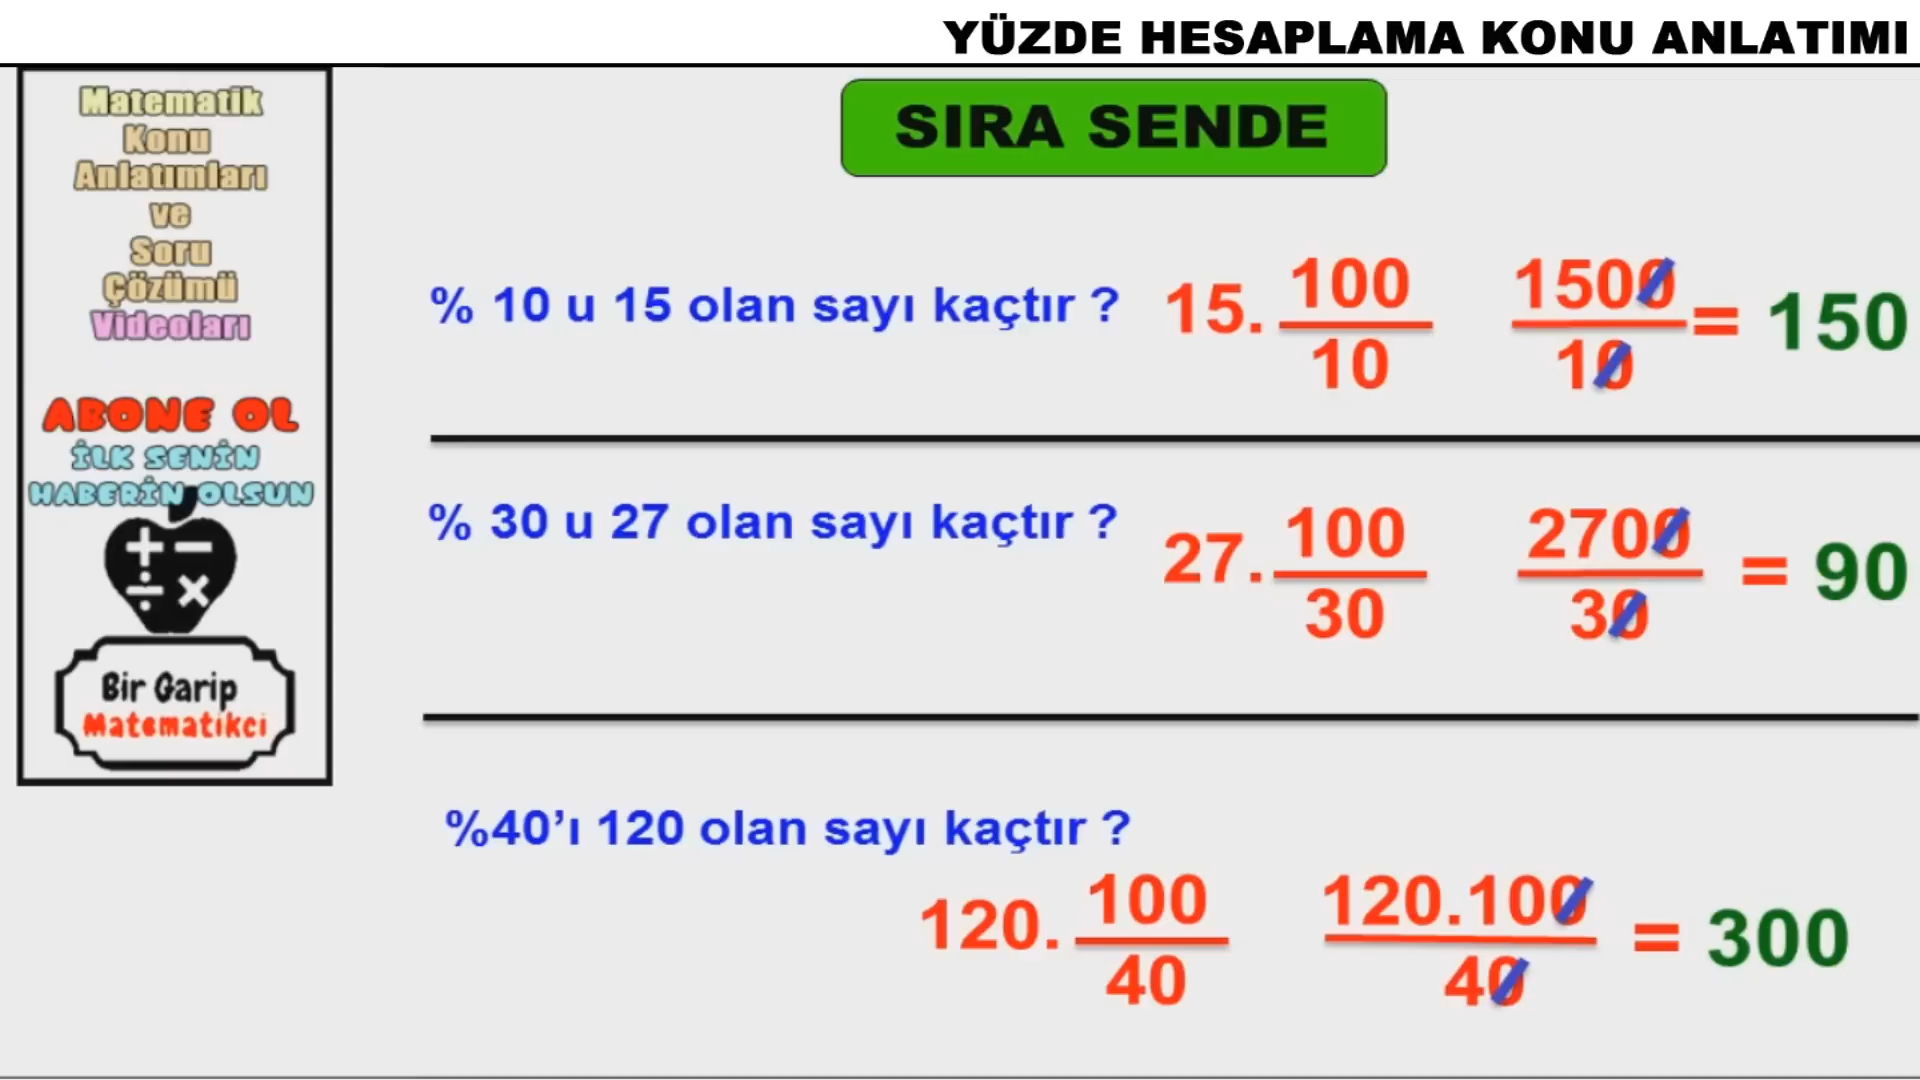 YÜZDE HESAPLAMA KONU ANLATIMI
SIRA SENDE
Matematik
Konu
Anlatımları
ve
Soru
Çözümü
Videoları
ABONE OL
İLK SENİN
HABERİN OLSUN
+ −
÷ ×
Bir Garip
Matematikci
% 10 u 15 olan sayı kaçtır ? 15. 100/10 1500/10 = 150
% 30 u 27 olan sayı kaçtır ? 27. 100/30 2700/30 = 90
%40’ı 120 olan sayı kaçtır ?
120. 100/40 120.100/40 = 300